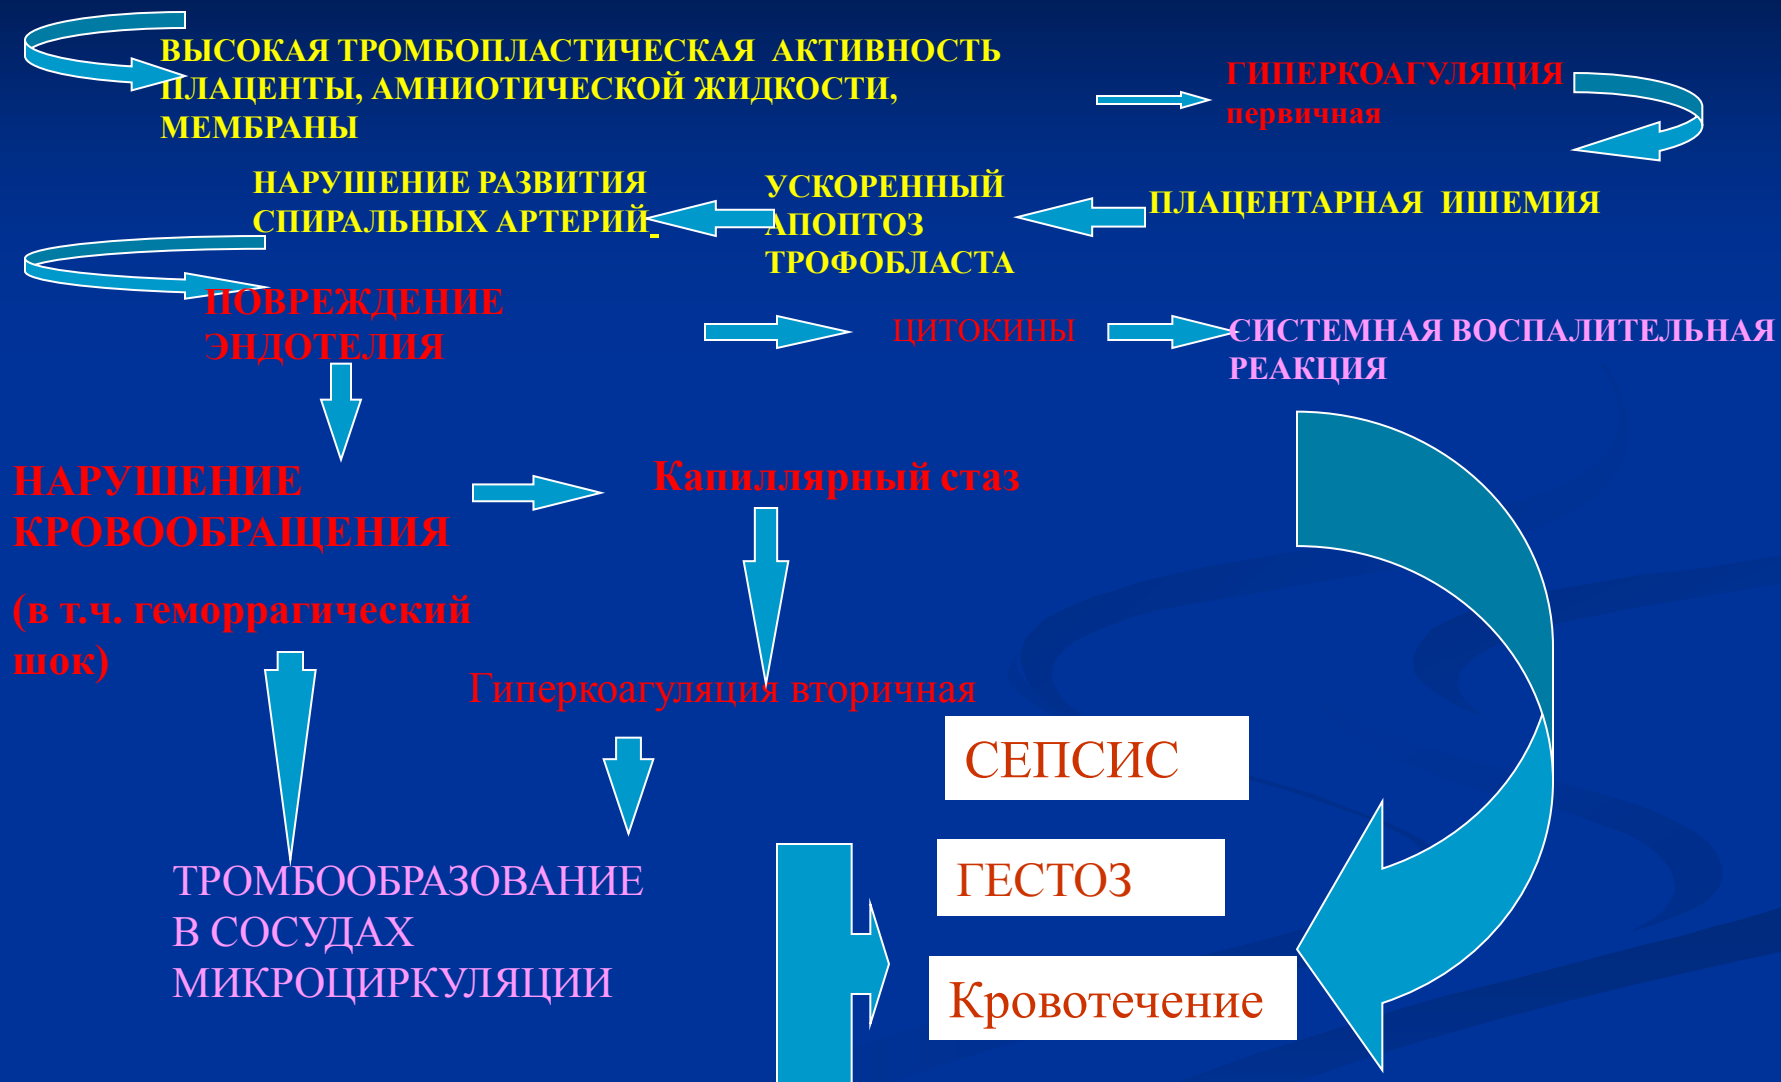 ВЫСОКАЯ ТРОМБОПЛАСТИЧЕСКАЯ АКТИВНОСТЬ
ПЛАЦЕНТЫ, АМНИОТИЧЕСКОЙ ЖИДКОСТИ,
МЕМБРАНЫ
ГИПЕРКОАГУЛЯЦИЯ
первичная
ПЛАЦЕНТАРНАЯ ИШЕМИЯ
УСКОРЕННЫЙ
АПОПТОЗ
ТРОФОБЛАСТА
НАРУШЕНИЕ РАЗВИТИЯ
СПИРАЛЬНЫХ АРТЕРИЙ
ПОВРЕЖДЕНИЕ
ЭНДОТЕЛИЯ
ЦИТОКИНЫ
СИСТЕМНАЯ ВОСПАЛИТЕЛЬНАЯ
РЕАКЦИЯ
НАРУШЕНИЕ
КРОВООБРАЩЕНИЯ
(в т.ч. геморрагический
шок)
Капиллярный стаз
Гиперкоагуляция вторичная
ТРОМБООБРАЗОВАНИЕ
В СОСУДАХ
МИКРОЦИРКУЛЯЦИИ
СЕПСИС
ГЕСТОЗ
Кровотечение